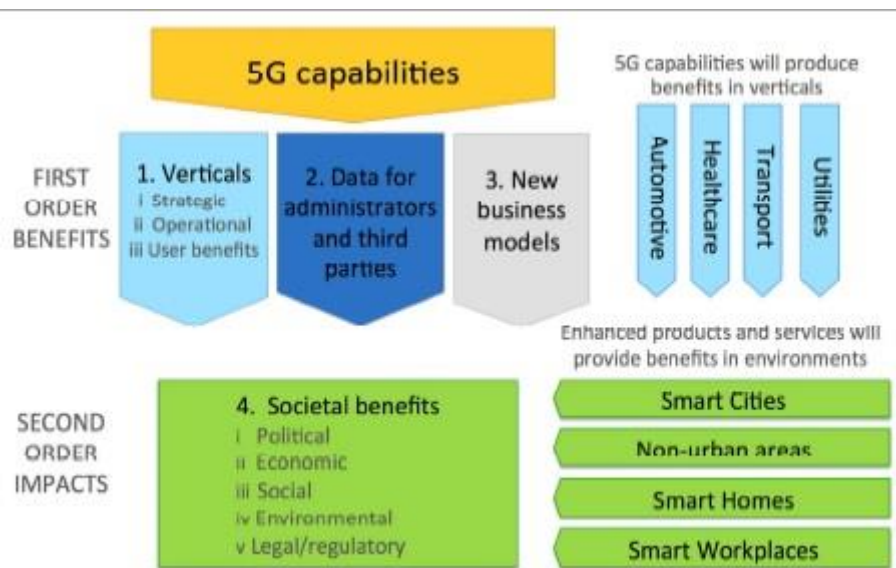 5G capabilities
5G capabilities will produce
benefits in verticals
FIRST
ORDER
BENEFITS
1. Verticals
i Strategic
ii Operational
iii User benefits
2. Data for
administrators
and third
parties
3. New
business
models
Automotive
Healthcare
Transport
Utilities
Enhanced products and services will
provide benefits in environments
SECOND
ORDER
IMPACTS
4. Societal benefits
i Political
ii Economic
iii Social
iv Environmental
v Legal/regulatory
Smart Cities
Non-urban areas
Smart Homes
Smart Workplaces